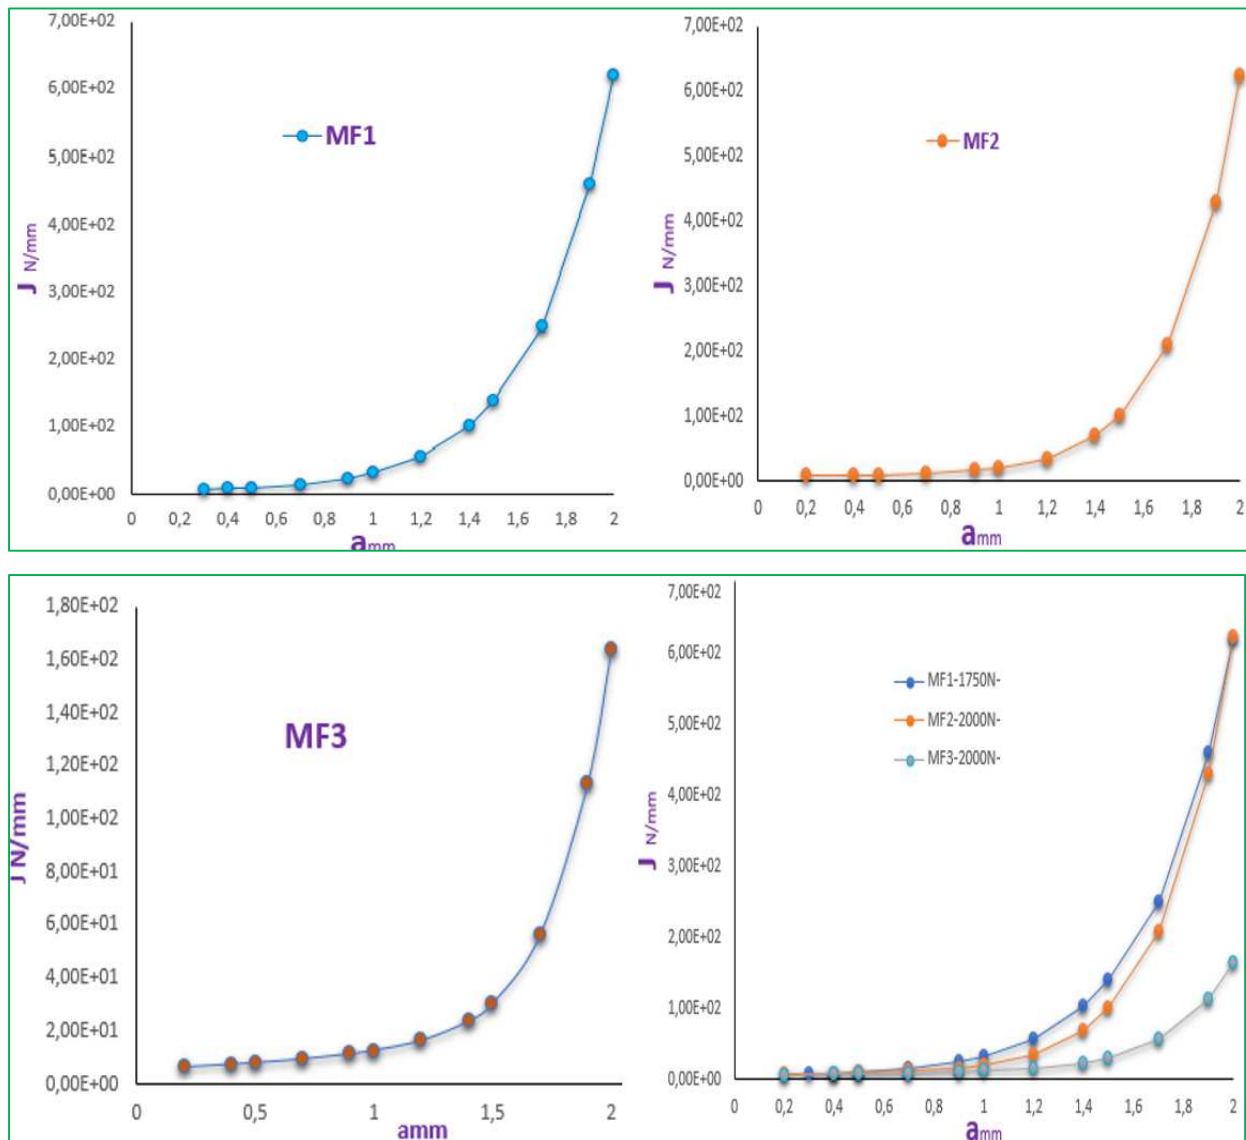 7,00E+02
6,00E+02
5,00E+02
4,00E+02
3,00E+02
2,00E+02
1,00E+02
0,00E+00
J N/mm
MF1
0 0,2 0,4 0,6 0,8 1 1,2 1,4 1,6 1,8 2
amm
7,00E+02
6,00E+02
5,00E+02
4,00E+02
3,00E+02
2,00E+02
1,00E+02
0,00E+00
J N/mm
MF2
0 0,2 0,4 0,6 0,8 1 1,2 1,4 1,6 1,8 2
amm
1,80E+02
1,60E+02
1,40E+02
1,20E+02
1,00E+02
8,00E+01
6,00E+01
4,00E+01
2,00E+01
0,00E+00
J N/mm
MF3
0 0,5 1 1,5 2
amm
7,00E+02
6,00E+02
5,00E+02
4,00E+02
3,00E+02
2,00E+02
1,00E+02
0,00E+00
J N/mm
MF1-1750N-
MF2-2000N-
MF3-2000N-
0 0,2 0,4 0,6 0,8 1 1,2 1,4 1,6 1,8 2
amm